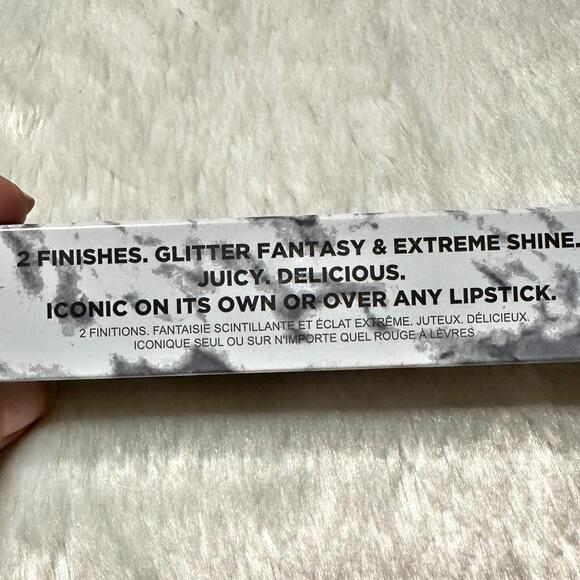 2 FINISHES. GLITTER FANTASY & EXTREME SHINE.
JUICY. DELICIOUS.
ICONIC ON ITS OWN OR OVER ANY LIPSTICK.
2 FINITIONS. FANTAISIE SCINTILLANTE ET ÉCLAT EXTRÊME. JUTEUX. DÉLICIEUX.
ICONIQUE SEUL OU SUR N'IMPORTE QUEL ROUGE À LÈVRES.